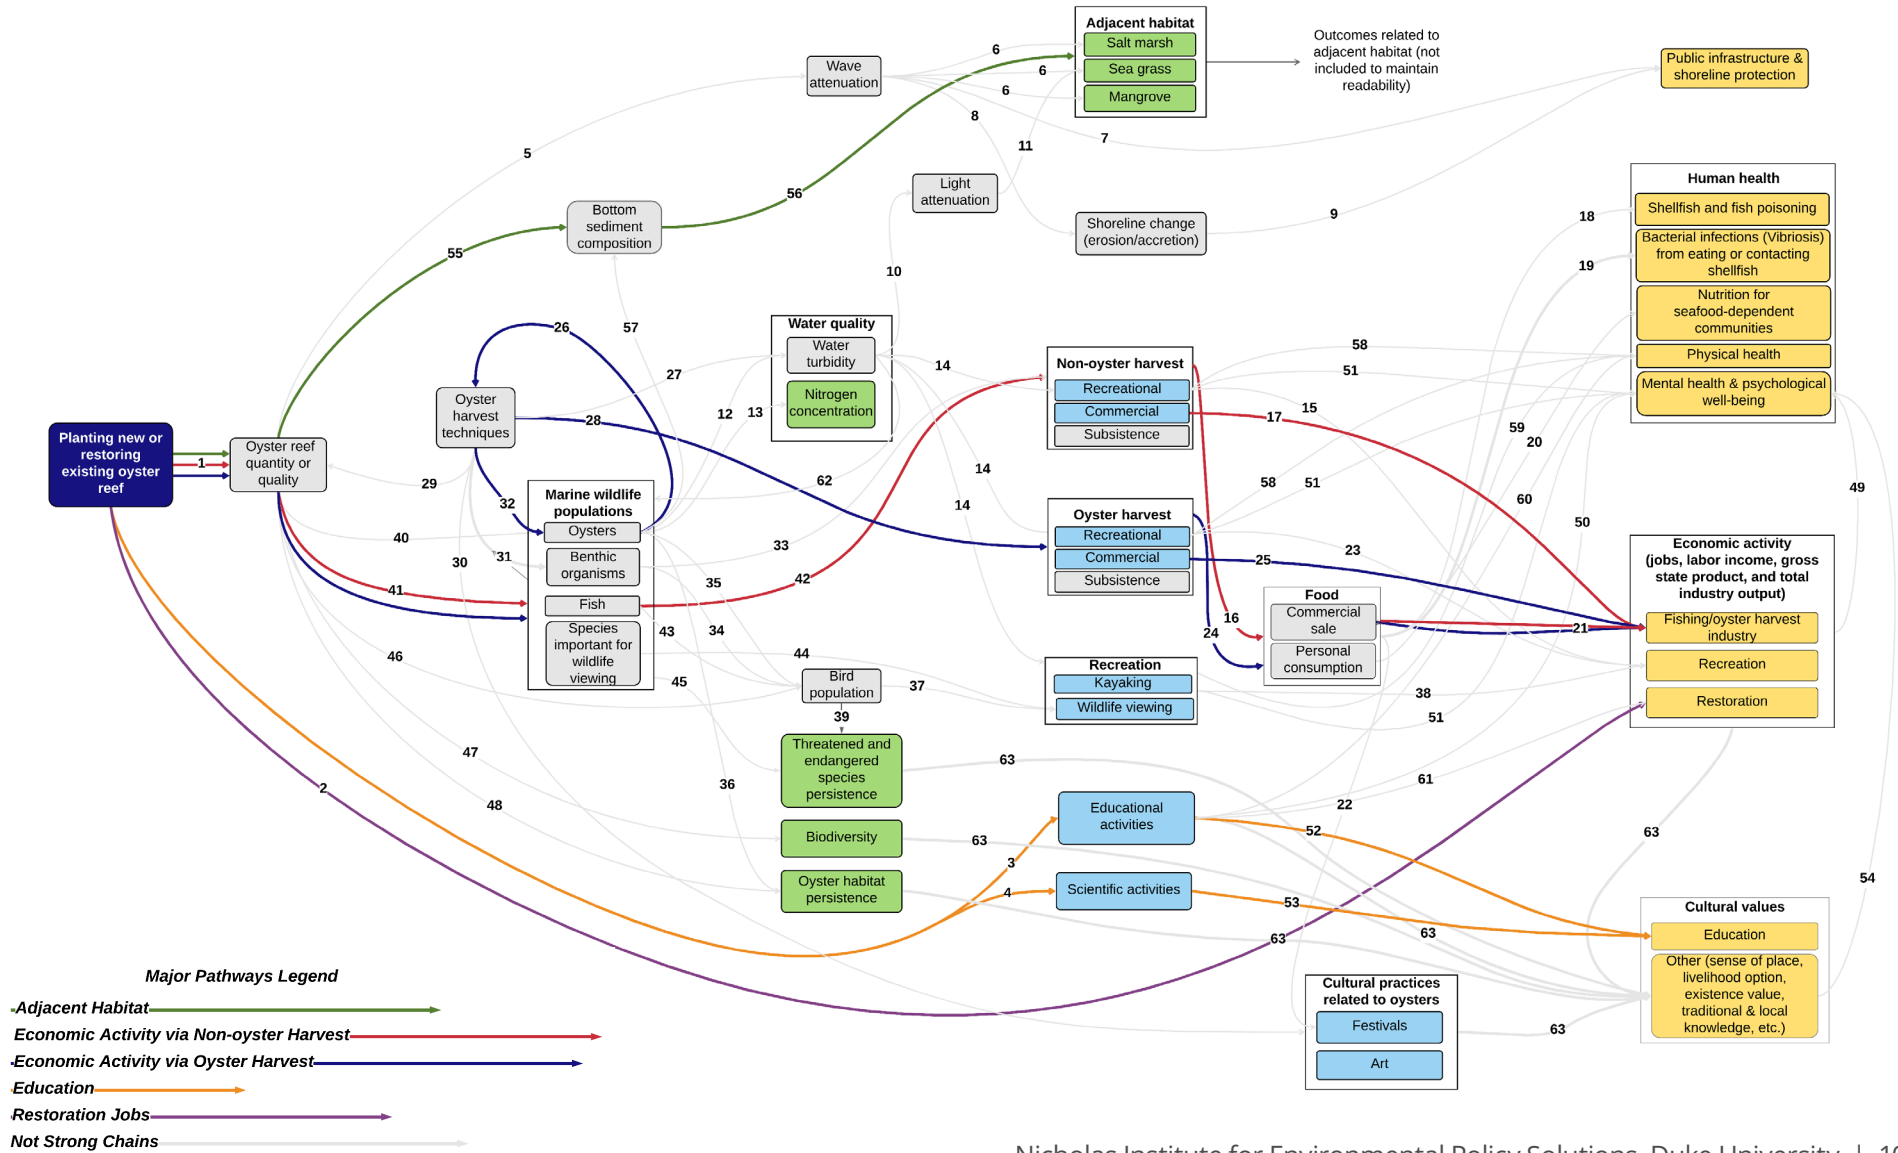 Adjacent habitat
Salt marsh
Sea grass
Mangrove
Outcomes related to
adjacent habitat (not
included to maintain
readability)
Public infrastructure &
shoreline protection
Wave
attenuation
6
6
6
8
7
11
5
56
Light
attenuation
Bottom
sediment
composition
Shoreline change
(erosion/accretion)
9
18
19
Human health
Shellfish and fish poisoning
Bacterial infections (Vibriosis)
from eating or contacting
shellfish
Nutrition for
seafood-dependent
communities
Physical health
Mental health & psychological
well-being
55
10
26
57
27
28
Water quality
Water
turbidity
Nitrogen
concentration
12
13
14
14
14
Non-oyster harvest
Recreational
Commercial
Subsistence
58
51
15
17
59
20
60
50
49
Oyster
harvest
techniques
Planting new or
restoring
existing oyster
reef
1
Oyster reef
quantity or
quality
29
32
40
30
31
41
Marine wildlife
populations
Oysters
Benthic
organisms
Fish
Species
important for
wildlife
viewing
62
33
35
42
43
34
44
45
46
Oyster harvest
Recreational
Commercial
Subsistence
58
51
23
25
16
24
Food
Commercial
sale
Personal
consumption
21
Economic activity
(jobs, labor income, gross
state product, and total
industry output)
Fishing/oyster harvest
industry
Recreation
Restoration
Bird
population
37
39
Recreation
Kayaking
Wildlife viewing
38
51
Threatened and
endangered
species
persistence
Biodiversity
Oyster habitat
persistence
47
48
36
2
63
63
63
63
63
63
3
4
Educational
activities
Scientific activities
61
22
52
53
54
Cultural values
Education
Other (sense of place,
livelihood option,
existence value,
traditional & local
knowledge, etc.)
Cultural practices
related to oysters
Festivals
Art
Major Pathways Legend
Adjacent Habitat
Economic Activity via Non-oyster Harvest
Economic Activity via Oyster Harvest
Education
Restoration Jobs
Not Strong Chains
Nicholas Institute for Environmental Policy Solutions, Duke University |